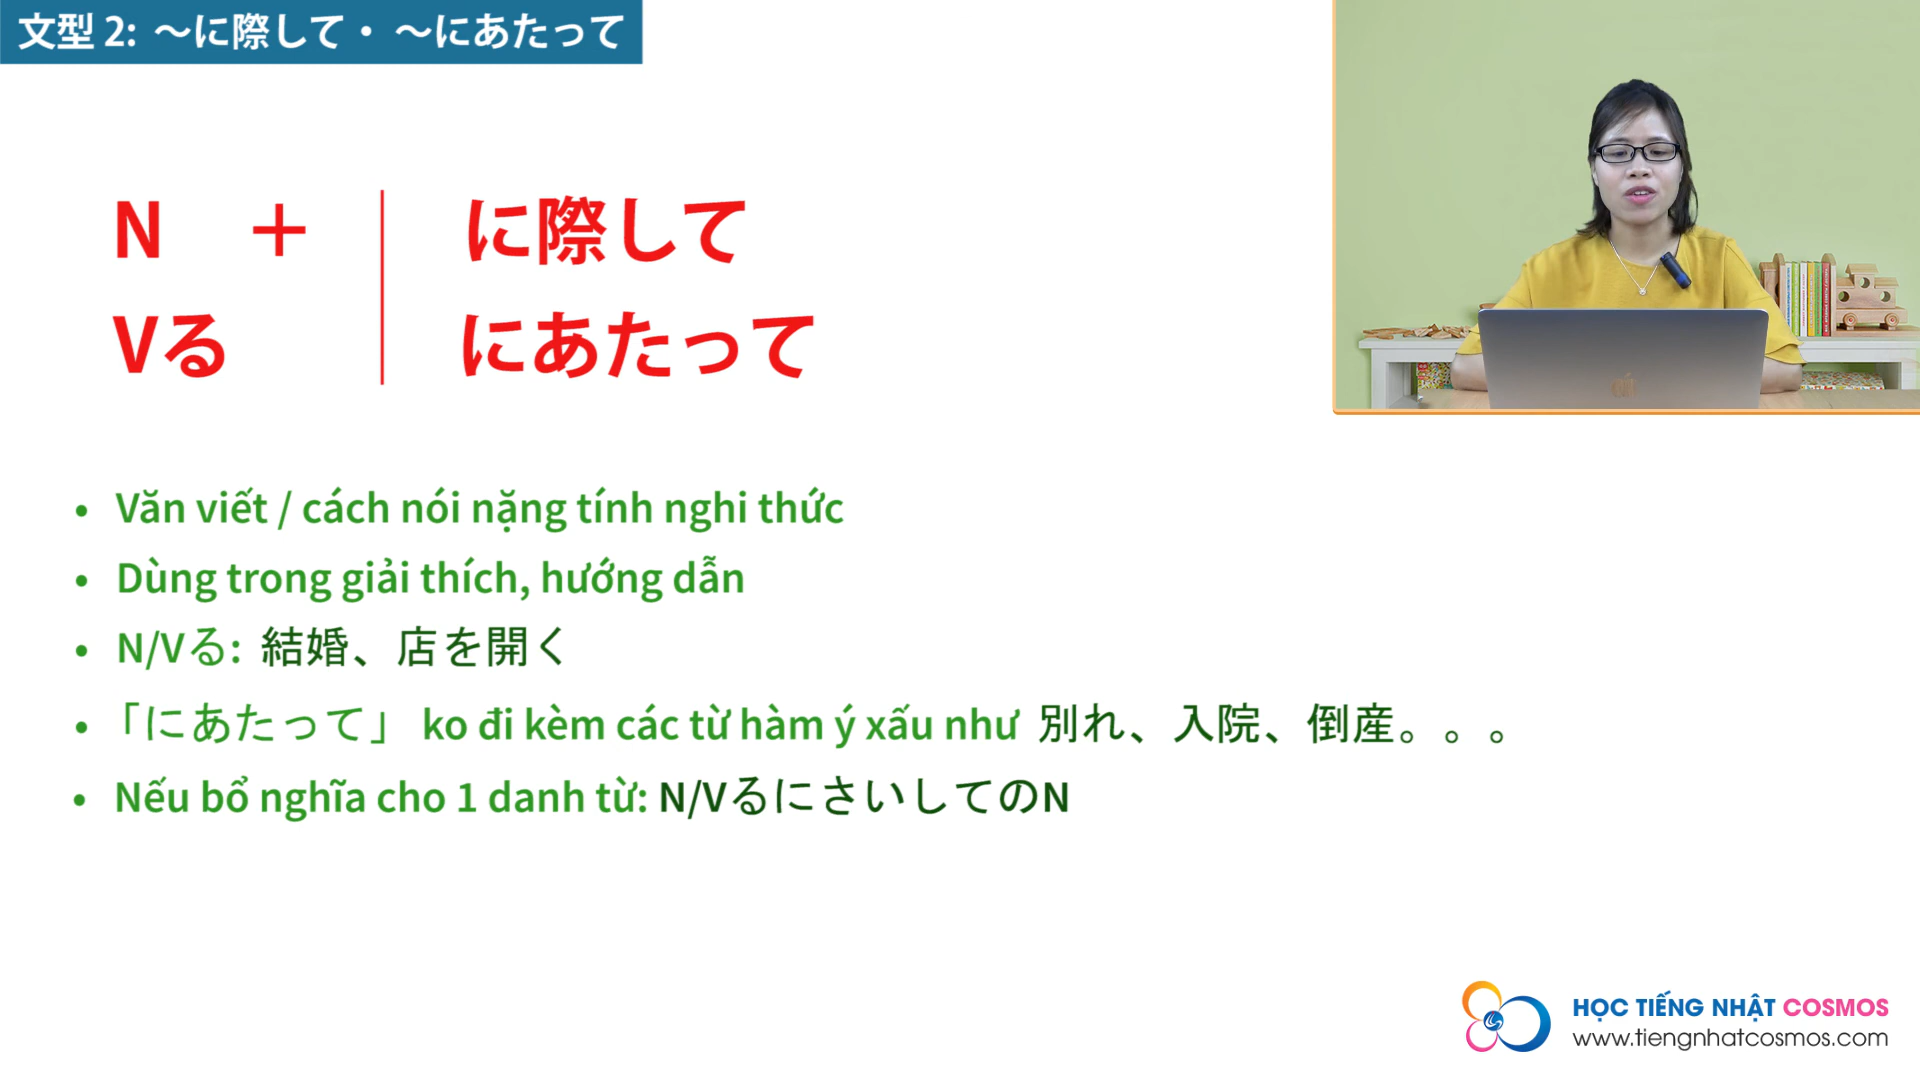 文型 2: ～に際して・ ～にあたって
N ＋ に際して
Vる にあたって
• Văn viết / cách nói nặng tính nghi thức
• Dùng trong giải thích, hướng dẫn
• N/Vる: 結婚、店を開く
• 「にあたって」 ko đi kèm các từ hàm ý xấu như 別れ、入院、倒産。。。
• Nếu bổ nghĩa cho 1 danh từ: N/VるにさいしてのN
HỌC TIẾNG NHẬT COSMOS
www.tiengnhatcosmos.com